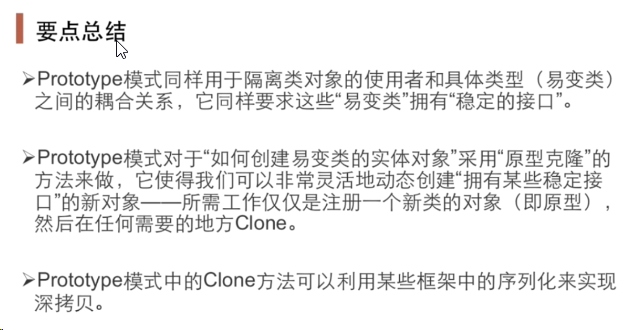 要点总结
➢Prototype模式同样用于隔离类对象的使用者和具体类型（易变类）
之间的耦合关系，它同样要求这些“易变类”拥有“稳定的接口”。
➢Prototype模式对于“如何创建易变类的实体对象”采用“原型克隆”的
方法来做，它使得我们可以非常灵活地动态创建“拥有某些稳定接
口”的新对象——所需工作仅仅是注册一个新类的对象（即原型），
然后在任何需要的地方Clone。
➢Prototype模式中的Clone方法可以利用某些框架中的序列化来实现
深拷贝。